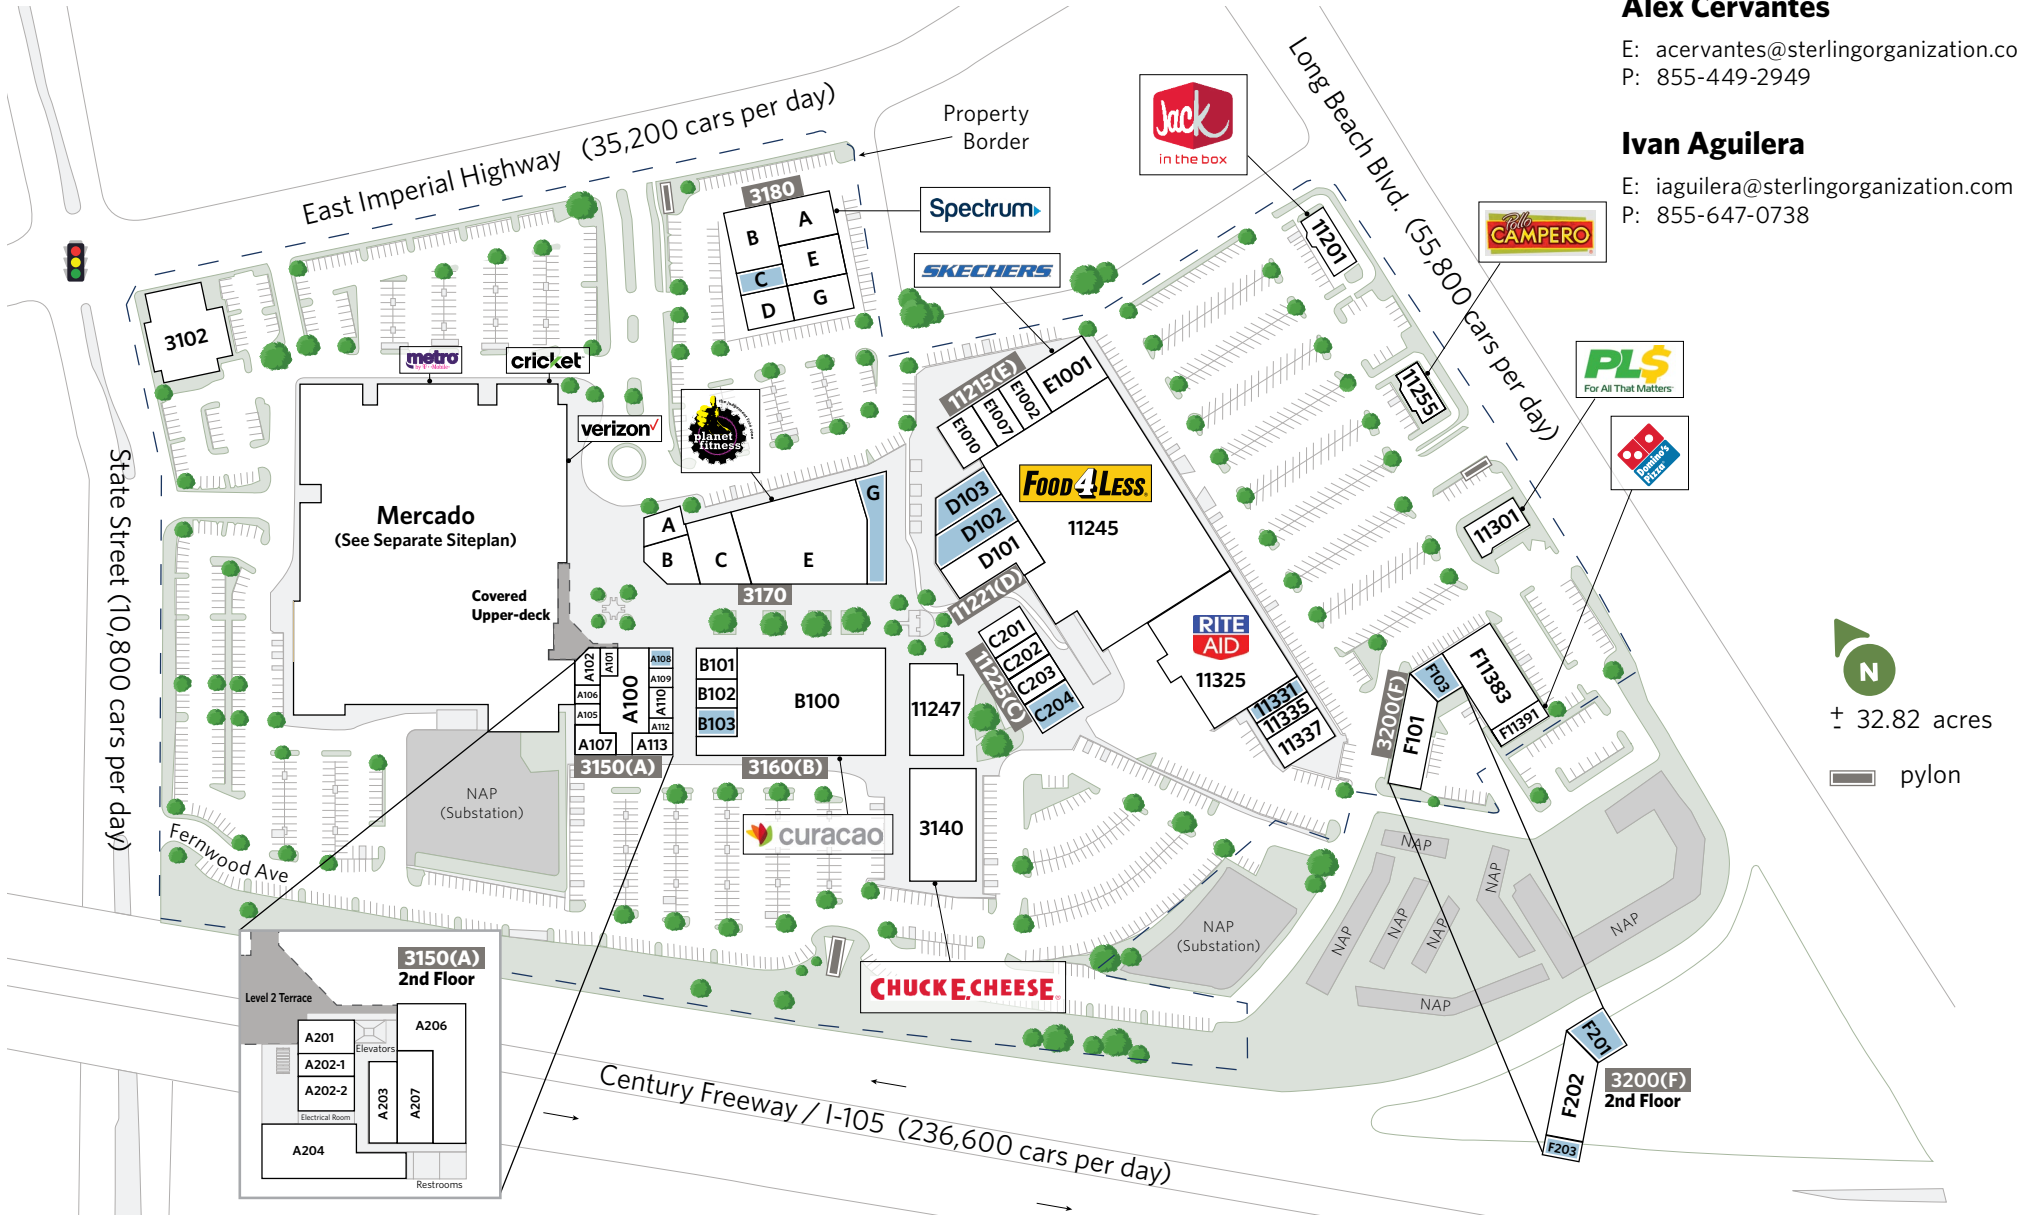 Alex Cervantes
E: acervantes@sterlingorganization.co
P: 855-449-2949
Ivan Aguilera
E: iaguilera@sterlingorganization.com
P: 855-647-0738
East Imperial Highway (35,200 cars per day)
Property
Border
Long Beach Blvd. (55,800 cars per day)
Jack
in the box
Spectrum
SKECHERS
Pollo
CAMPERO
PL$
For All That Matters
Domino's
Pizza
3180
A
B
E
C
D
G
3102
metro
by T-Mobile
cricket
verizon
planet
fitness
Mercado
(See Separate Siteplan)
Covered
Upper-deck
State Street (10,800 cars per day)
A
B
C
E
G
3170
11215(E)
E1001
E1002
E1007
E1010
FOOD 4 LESS
11245
D103
D102
D101
11221(D)
11201
11255
11301
C201
C202
C203
C204
11225(C)
RITE
AID
11325
11331
11335
11337
3200(F)
F103
F101
F11383
F11391
A102
A101
A106
A105
A107
A100
A108
A109
A110
A112
A113
3150(A)
B101
B102
B103
B100
3160(B)
11247
3140
curacao
CHUCK E. CHEESE
NAP
(Substation)
Fernwood Ave
NAP
(Substation)
NAP
NAP
NAP
NAP
NAP
NAP
NAP
N
± 32.82 acres
pylon
3150(A)
2nd Floor
Level 2 Terrace
A201
A202-1
A202-2
Elevators
Electrical Room
A203
A207
A206
A204
Restrooms
Century Freeway / I-105 (236,600 cars per day)
F201
F202
F203
3200(F)
2nd Floor